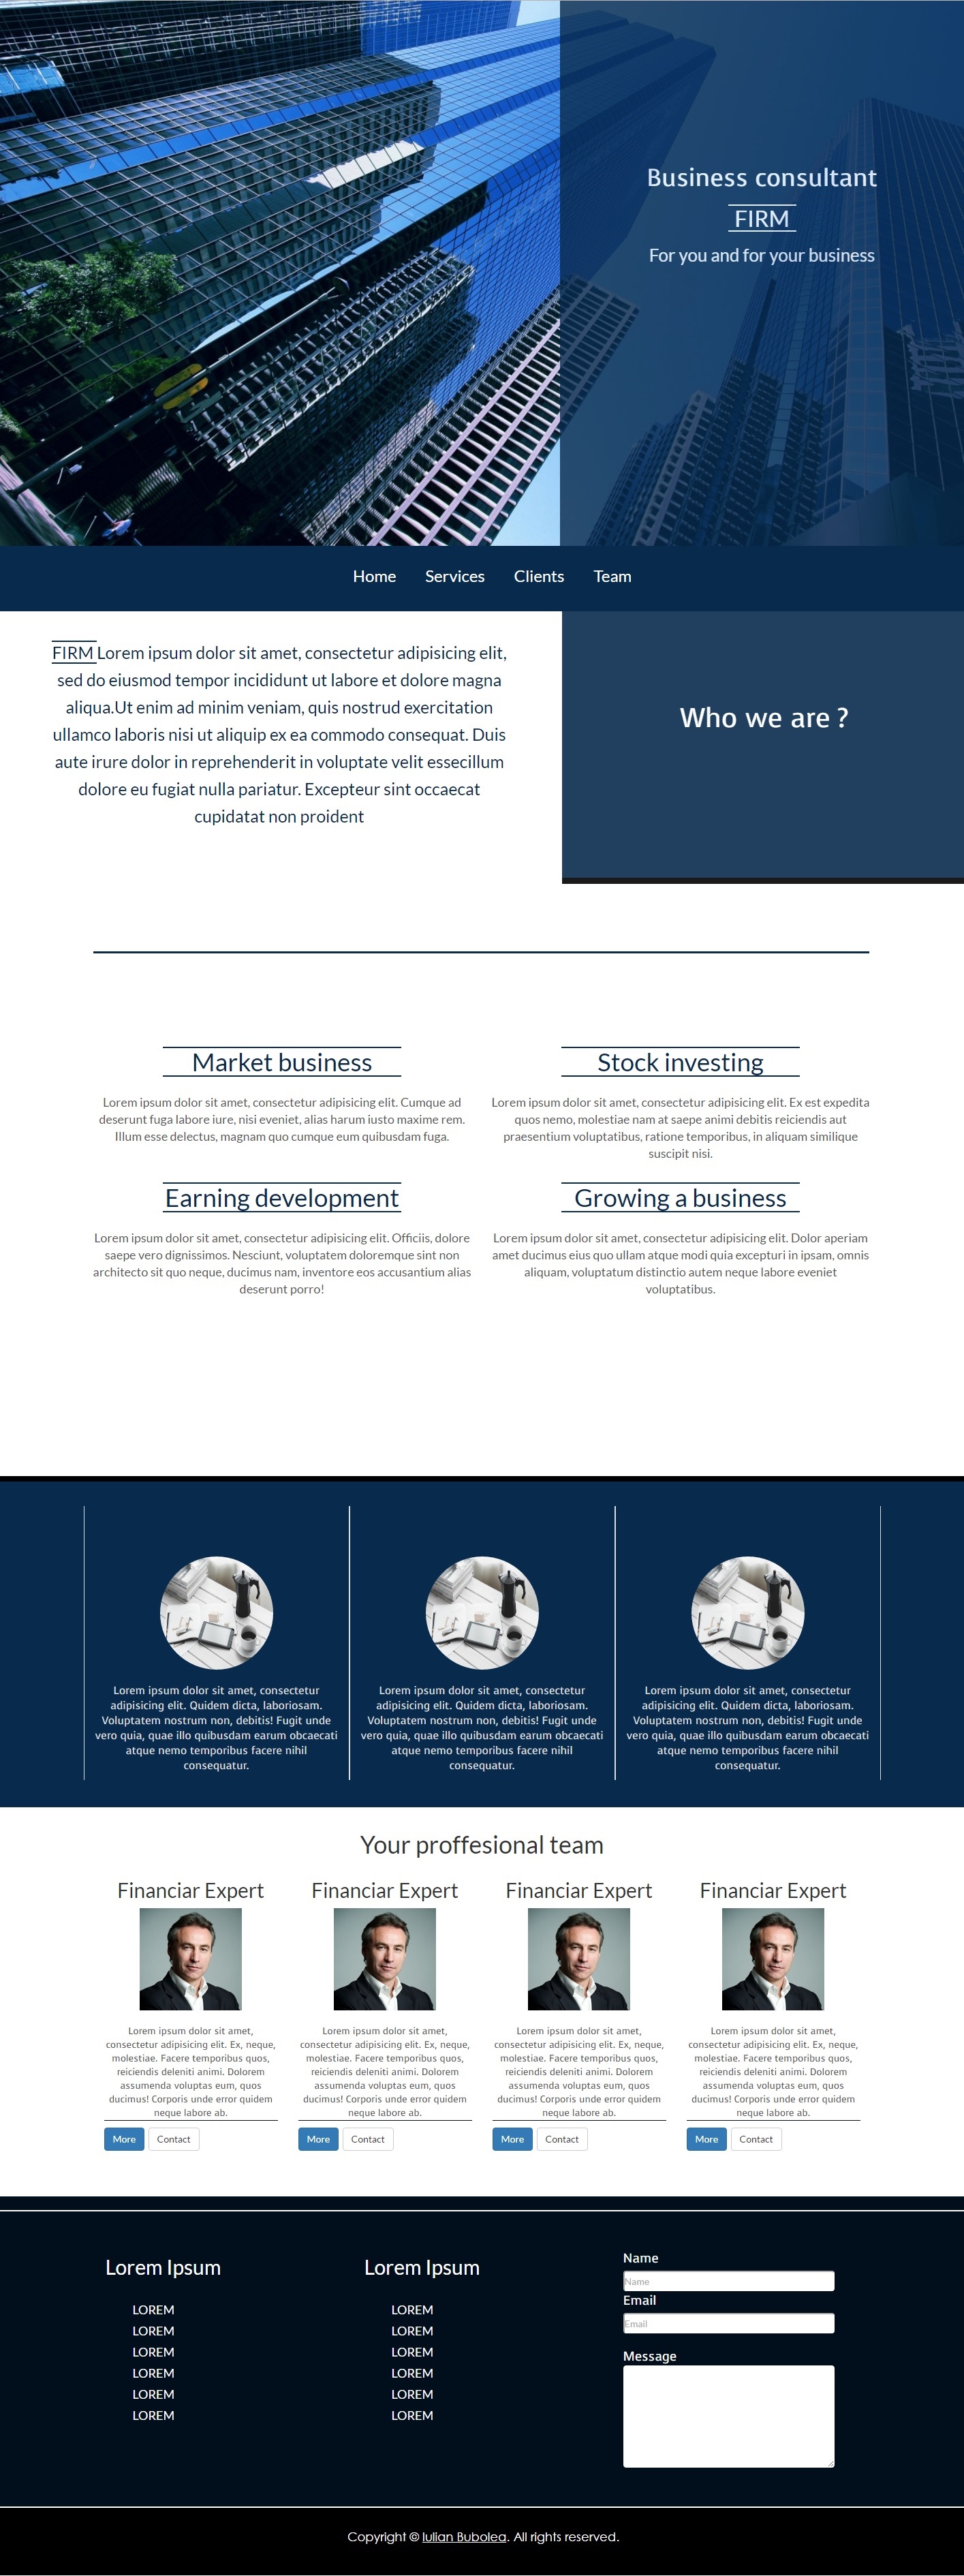 Business consultant
FIRM
For you and for your business
Home Services Clients Team
FIRM Lorem ipsum dolor sit amet, consectetur adipisicing elit,
sed do eiusmod tempor incididunt ut labore et dolore magna
aliqua.Ut enim ad minim veniam, quis nostrud exercitation
ullamco laboris nisi ut aliquip ex ea commodo consequat. Duis
aute irure dolor in reprehenderit in voluptate velit essecillum
dolore eu fugiat nulla pariatur. Excepteur sint occaecat
cupidatat non proident
Who we are ?
Market business
Lorem ipsum dolor sit amet, consectetur adipisicing elit. Cumque ad
deserunt fuga labore iure, nisi eveniet, alias harum iusto maxime rem.
Illum esse delectus, magnam quo cumque eum quibusdam fuga.
Stock investing
Lorem ipsum dolor sit amet, consectetur adipisicing elit. Ex est expedita
quos nemo, molestiae nam at saepe animi debitis reiciendis aut
praesentium voluptatibus, ratione temporibus, in aliquam similique
suscipit nisi.
Earning development
Lorem ipsum dolor sit amet, consectetur adipisicing elit. Officiis, dolore
saepe vero dignissimos. Nesciunt, voluptatem doloremque sint non
architecto sit quo neque, ducimus nam, inventore eos accusantium alias
deserunt porro!
Growing a business
Lorem ipsum dolor sit amet, consectetur adipisicing elit. Dolor aperiam
amet ducimus eius quo ullam atque modi quia excepturi in ipsam, omnis
aliquam, voluptatum distinctio autem neque labore eveniet
voluptatibus.
Lorem ipsum dolor sit amet, consectetur
adipisicing elit. Quidem dicta, laboriosam.
Voluptatem nostrum non, debitis! Fugit unde
vero quia, quae illo quibusdam earum obcaecati
atque nemo temporibus facere nihil
consequatur.
Lorem ipsum dolor sit amet, consectetur
adipisicing elit. Quidem dicta, laboriosam.
Voluptatem nostrum non, debitis! Fugit unde
vero quia, quae illo quibusdam earum obcaecati
atque nemo temporibus facere nihil
consequatur.
Lorem ipsum dolor sit amet, consectetur
adipisicing elit. Quidem dicta, laboriosam.
Voluptatem nostrum non, debitis! Fugit unde
vero quia, quae illo quibusdam earum obcaecati
atque nemo temporibus facere nihil
consequatur.
Your proffesional team
Financiar Expert
Lorem ipsum dolor sit amet,
consectetur adipisicing elit. Ex, neque,
molestiae. Facere temporibus quos,
reiciendis deleniti animi. Dolorem
assumenda voluptas eum, quos
ducimus! Corporis unde error quidem
neque labore ab.
More Contact
Financiar Expert
Lorem ipsum dolor sit amet,
consectetur adipisicing elit. Ex, neque,
molestiae. Facere temporibus quos,
reiciendis deleniti animi. Dolorem
assumenda voluptas eum, quos
ducimus! Corporis unde error quidem
neque labore ab.
More Contact
Financiar Expert
Lorem ipsum dolor sit amet,
consectetur adipisicing elit. Ex, neque,
molestiae. Facere temporibus quos,
reiciendis deleniti animi. Dolorem
assumenda voluptas eum, quos
ducimus! Corporis unde error quidem
neque labore ab.
More Contact
Financiar Expert
Lorem ipsum dolor sit amet,
consectetur adipisicing elit. Ex, neque,
molestiae. Facere temporibus quos,
reiciendis deleniti animi. Dolorem
assumenda voluptas eum, quos
ducimus! Corporis unde error quidem
neque labore ab.
More Contact
Lorem Ipsum
LOREM
LOREM
LOREM
LOREM
LOREM
LOREM
Lorem Ipsum
LOREM
LOREM
LOREM
LOREM
LOREM
LOREM
Name
Name
Email
Email
Message
Copyright © Iulian Bubolea. All rights reserved.